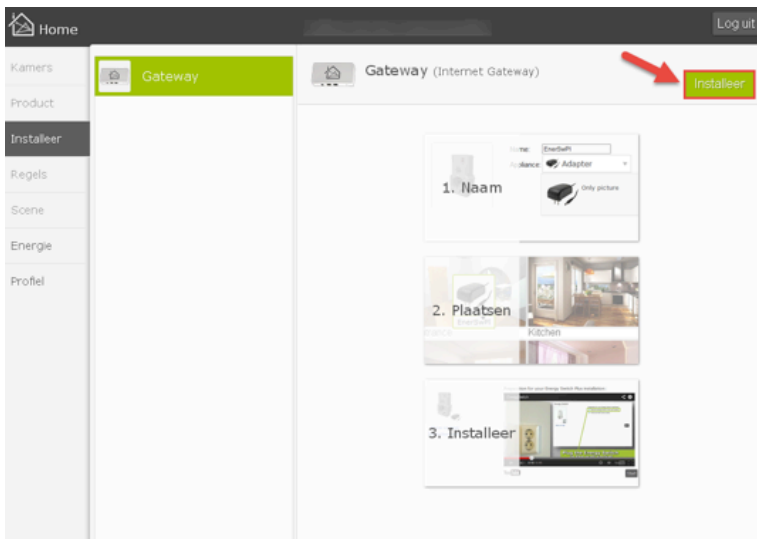 Home
Log uit
Kamers
Product
Installeer
Regels
Scene
Energie
Profiel
Gateway
Gateway (Internet Gateway)
Installeer
Name: EnerSwPl
Appliance: Adapter
Only picture
1. Naam
2. Plaatsen
EnerSwPl
Kitchen
3. Installeer